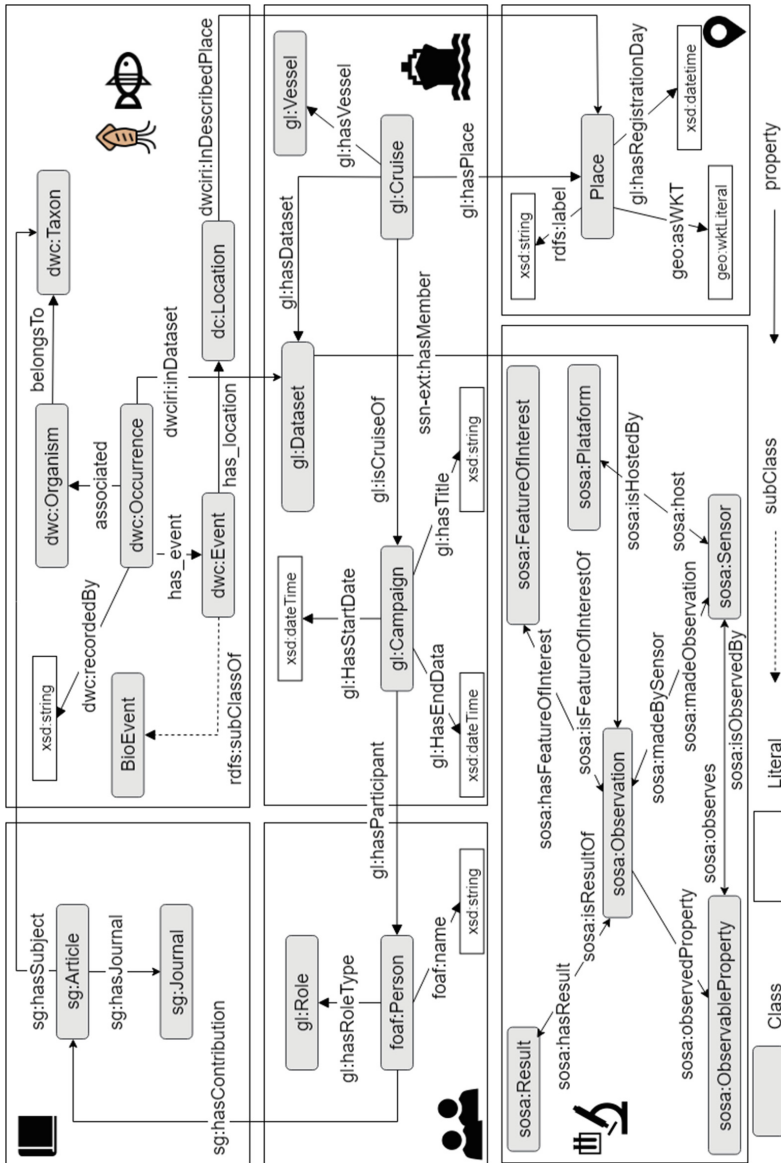 sg:hasSubject
sg:Article
sg:hasJournal
sg:Journal
sg:hasContribution
dwc:Taxon
belongsTo
dwc:Organism
associated
dwc:Occurrence
dwciri:inDataset
dwc:recordedBy
xsd:string
has_event
dwc:Event
has_location
dc:Location
dwciri:InDescribedPlace
BioEvent
rdfs:subClassOf
gl:Role
gl:hasRoleType
foaf:Person
foaf:name
xsd:string
gl:hasParticipant
gl:Vessel
gl:hasVessel
gl:Cruise
gl:hasDataset
gl:Dataset
gl:hasPlace
gl:isCruiseOf
ssn-ext:hasMember
gl:Campaign
gl:HasStartDate
xsd:dateTime
gl:HasEndData
xsd:dateTime
gl:hasTitle
xsd:string
Place
gl:hasRegistrationDay
xsd:datetime
rdfs:label
xsd:string
geo:asWKT
geo:wktLiteral
sosa:Result
sosa:hasResult
sosa:isResultOf
sosa:Observation
sosa:hasFeatureOfInterest
sosa:isFeatureOfInterestOf
sosa:FeatureOfInterest
sosa:Plataform
sosa:isHostedBy
sosa:host
sosa:Sensor
sosa:madeBySensor
sosa:madeObservation
sosa:observedProperty
sosa:ObservableProperty
sosa:observes
sosa:isObservedBy
Class
Literal
subClass
property